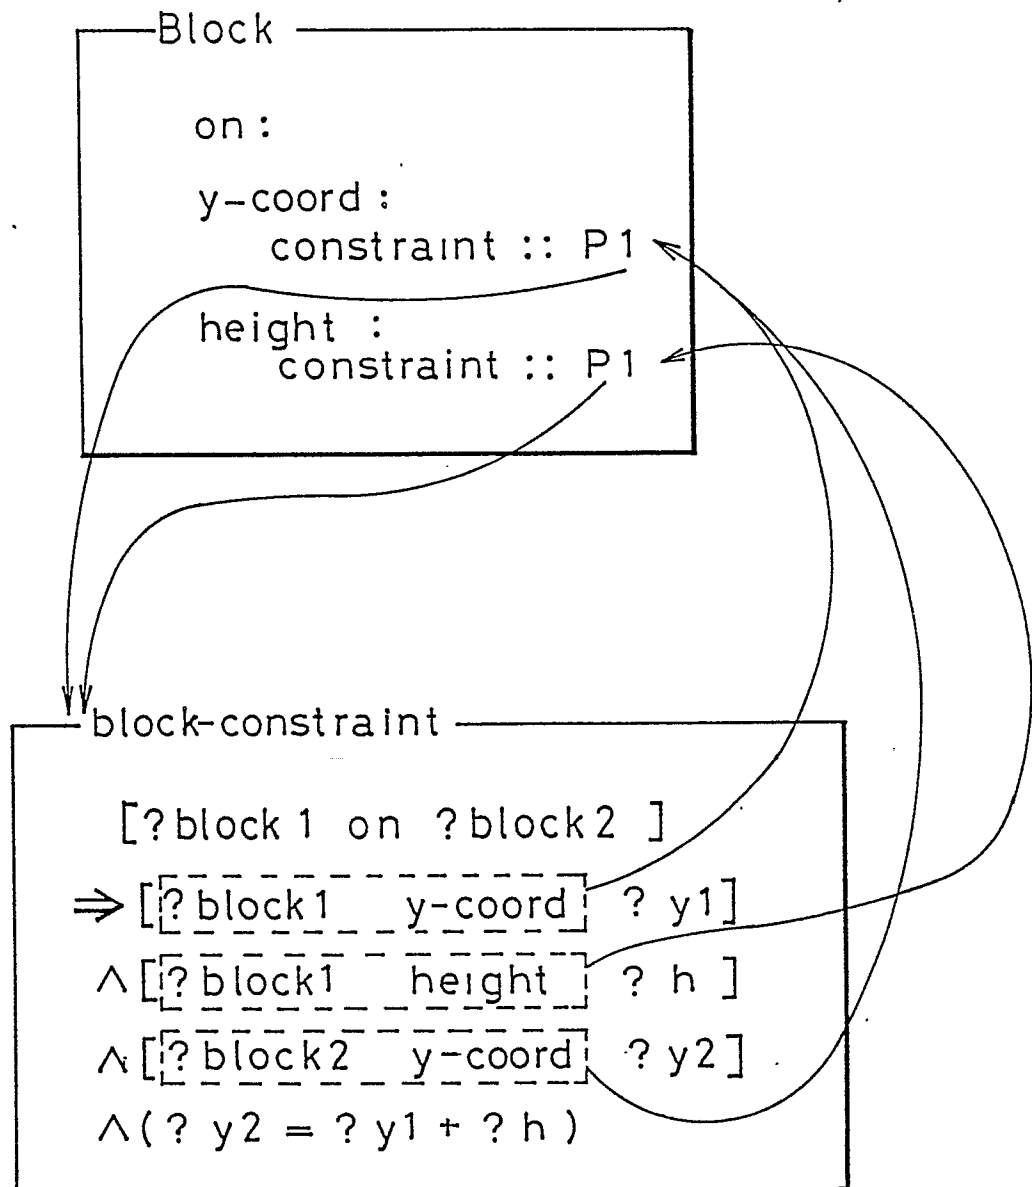 Block
on :
y-coord :
constraint :: P1
height :
constraint :: P1
block-constraint
[?block1 on ?block2 ]
⇒[?block1 y-coord ? y1]
∧[?block1 height ? h ]
∧[?block2 y-coord ? y2]
∧(? y2 = ? y1 + ? h )